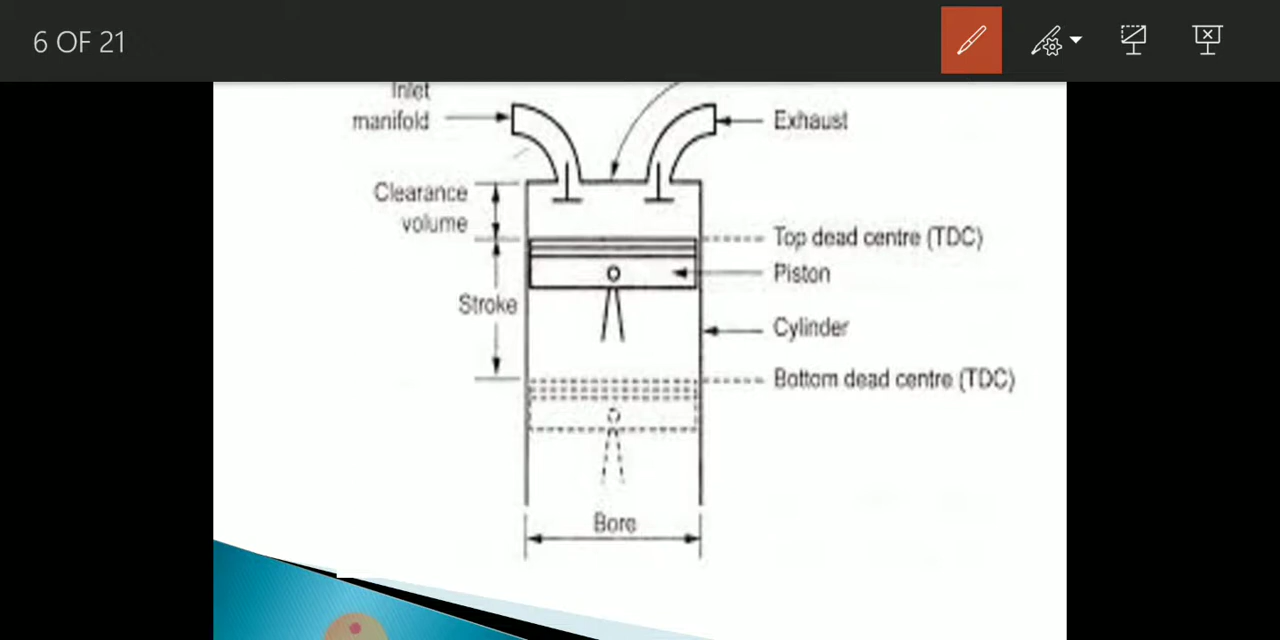 6 OF 21
Inlet
manifold
Exhaust
Clearance
volume
Top dead centre (TDC)
Piston
Stroke
Cylinder
Bottom dead centre (TDC)
Bore